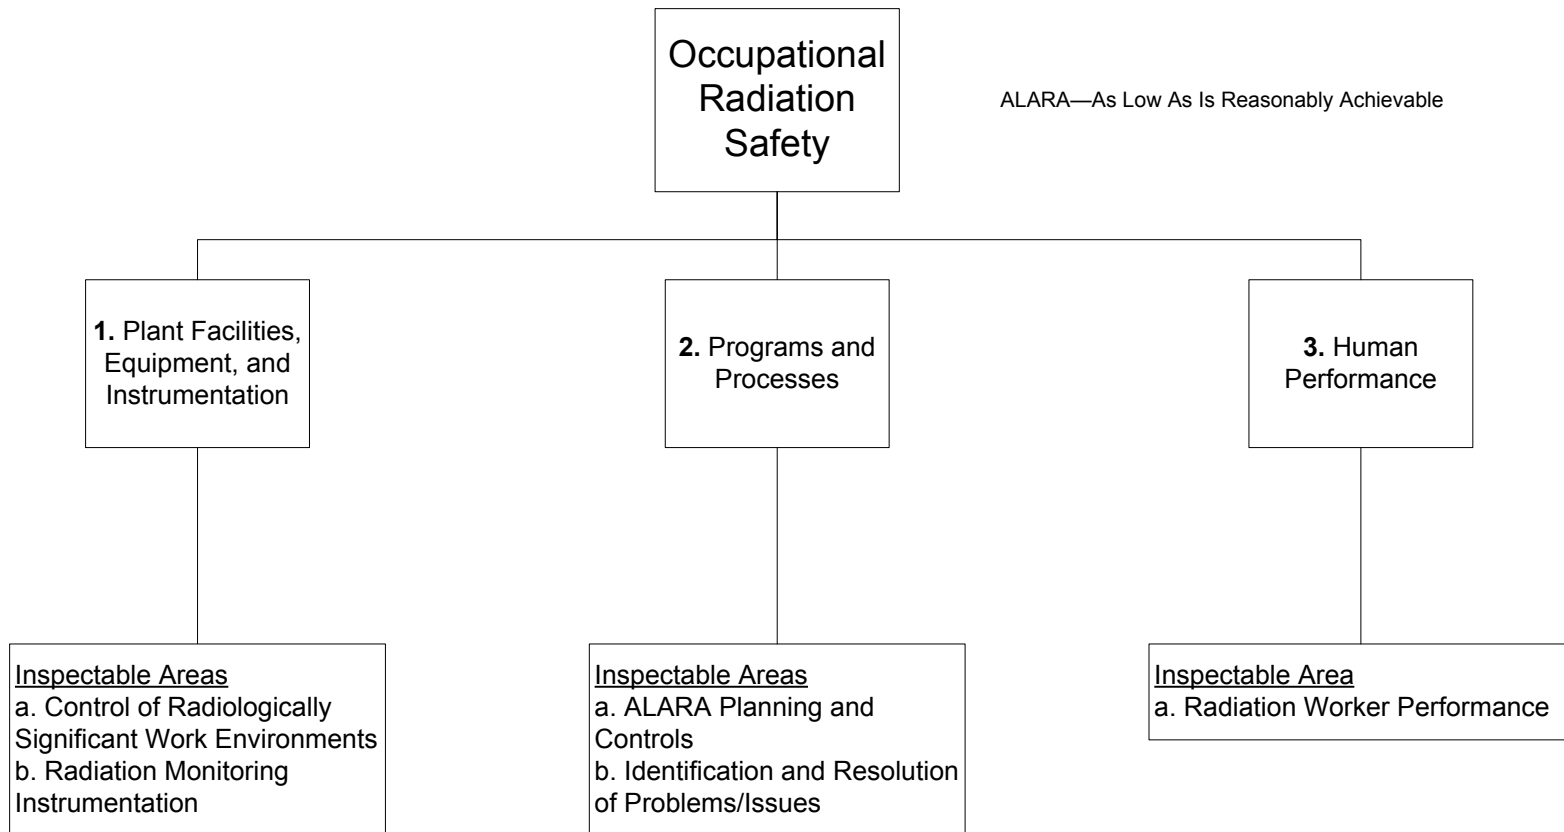 Occupational
Radiation
Safety
ALARA—As Low As Is Reasonably Achievable
1. Plant Facilities,
Equipment, and
Instrumentation
2. Programs and
Processes
3. Human
Performance
Inspectable Areas
a. Control of Radiologically
Significant Work Environments
b. Radiation Monitoring
Instrumentation
Inspectable Areas
a. ALARA Planning and
Controls
b. Identification and Resolution
of Problems/Issues
Inspectable Area
a. Radiation Worker Performance